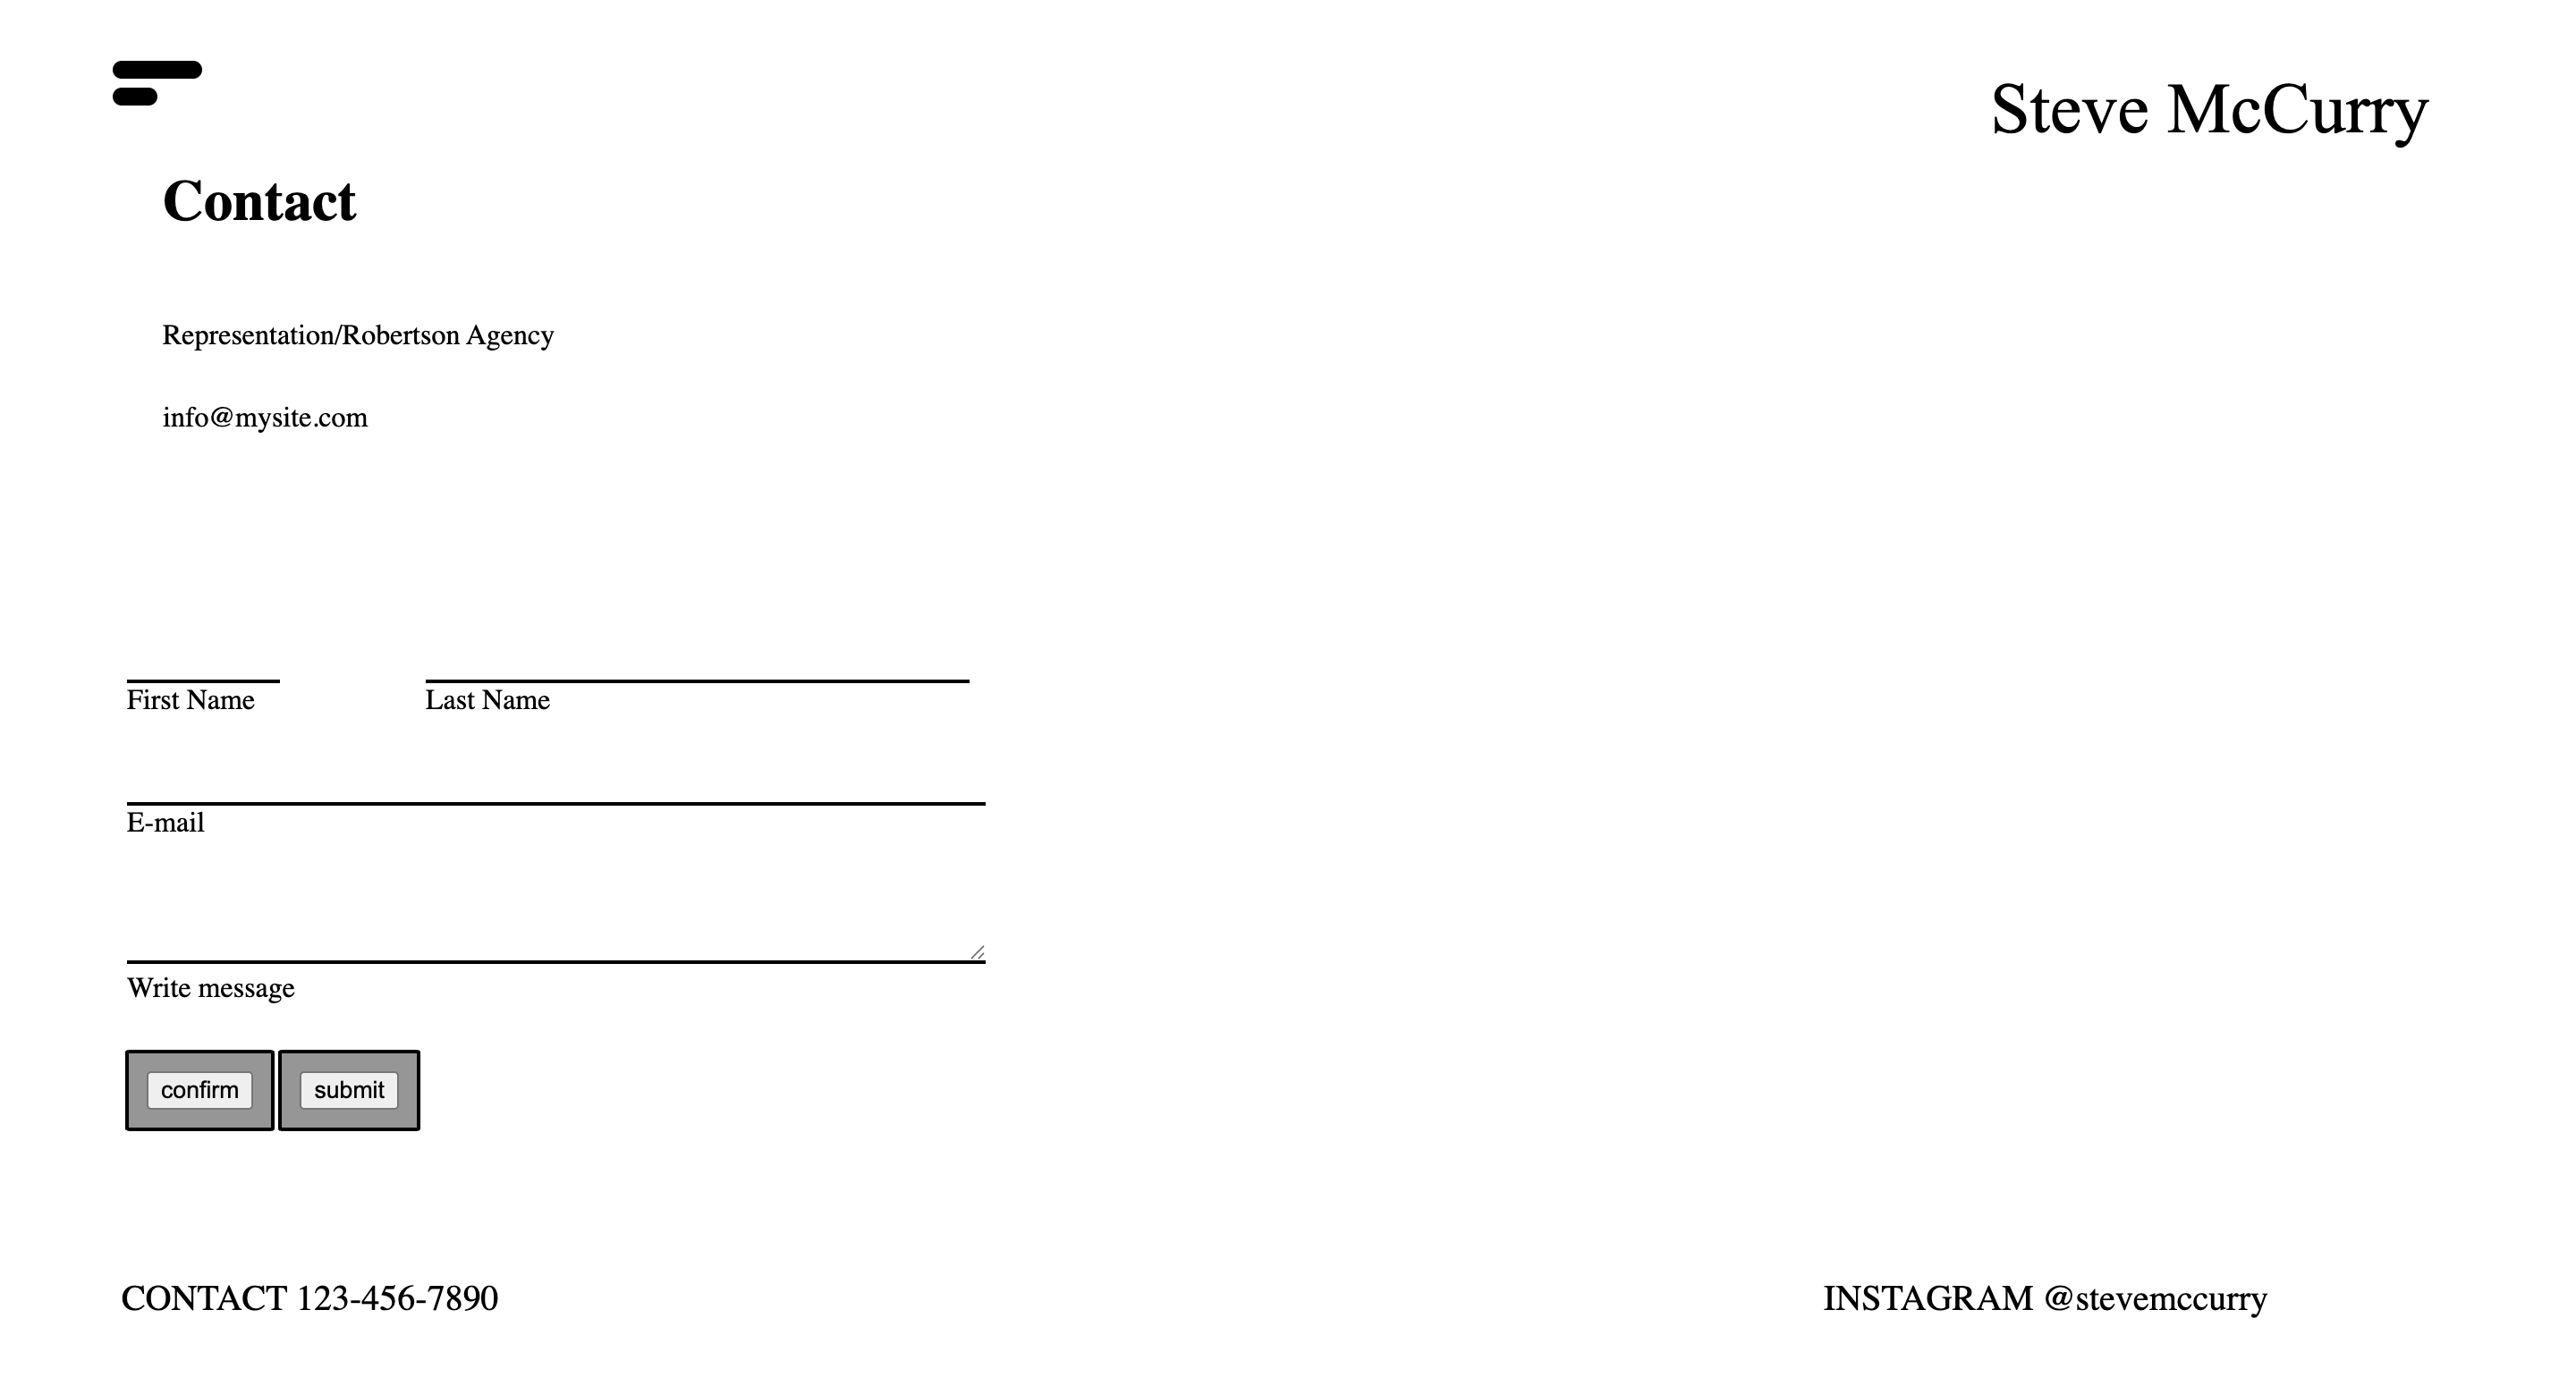 Steve McCurry
Contact
Representation/Robertson Agency
info@mysite.com
First Name Last Name
E-mail
Write message
confirm submit
CONTACT 123-456-7890 INSTAGRAM @stevemccurry